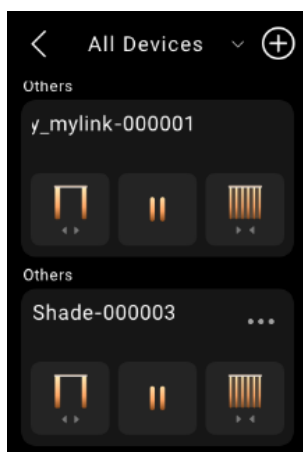 All Devices
Others
y_mylink-000001
Others
Shade-000003